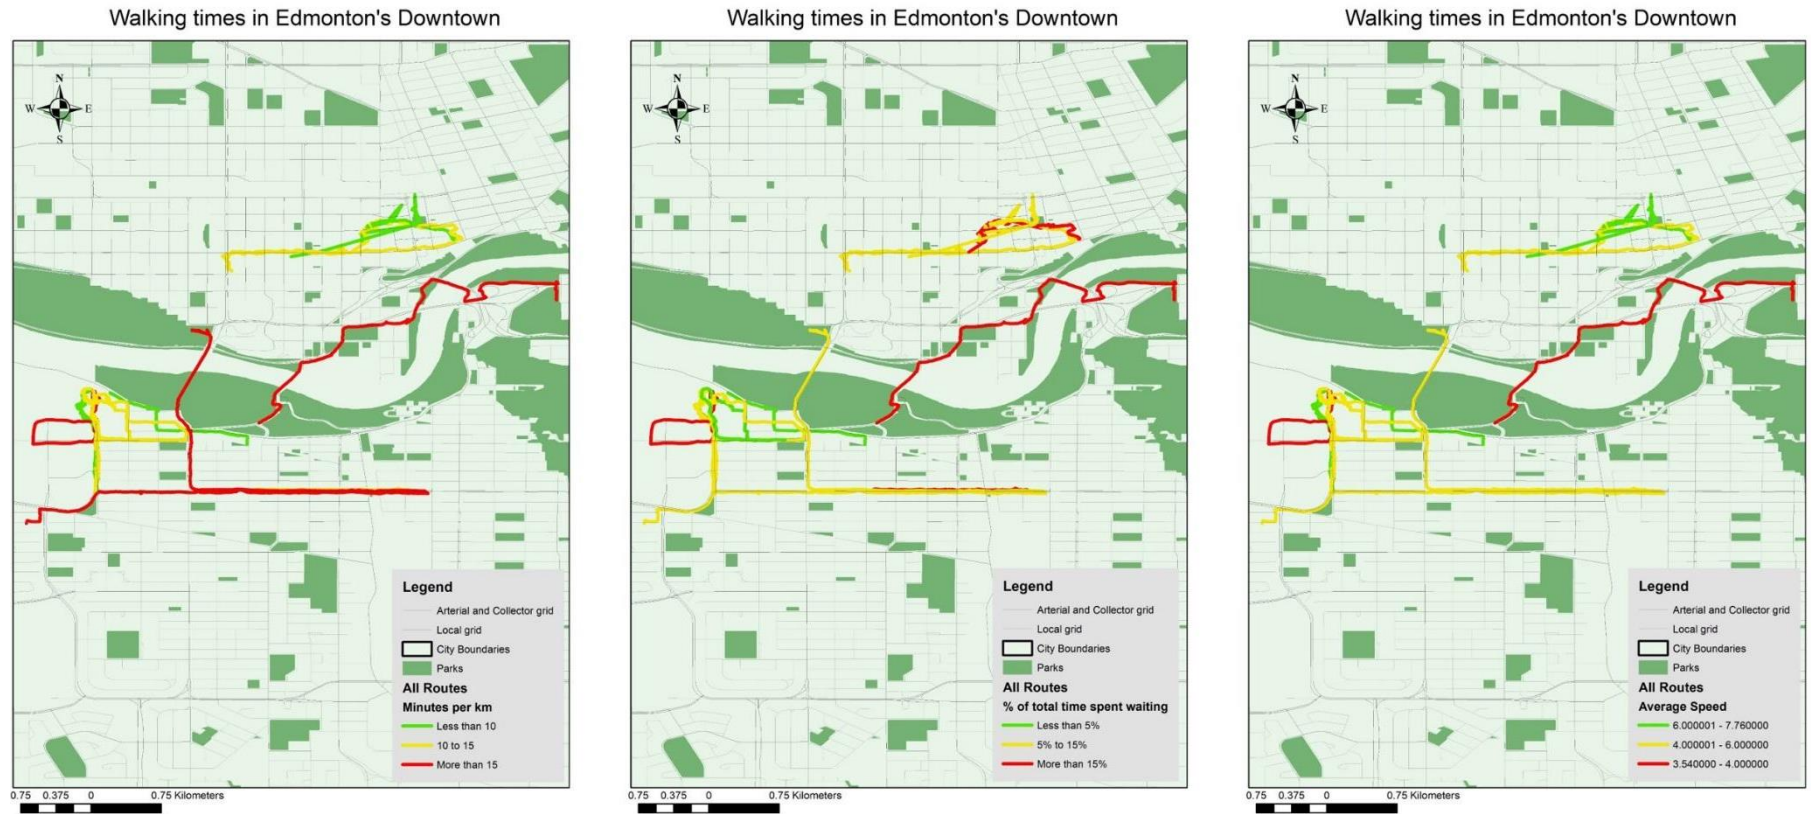 Walking times in Edmonton's Downtown
N
W E
S
Legend
Arterial and Collector grid
Local grid
City Boundaries
Parks
All Routes
Minutes per km
Less than 10
10 to 15
More than 15
0.75 0.375 0 0.75 Kilometers
Walking times in Edmonton's Downtown
N
W E
S
Legend
Arterial and Collector grid
Local grid
City Boundaries
Parks
All Routes
% of total time spent waiting
Less than 5%
5% to 15%
More than 15%
0.75 0.375 0 0.75 Kilometers
Walking times in Edmonton's Downtown
N
W E
S
Legend
Arterial and Collector grid
Local grid
City Boundaries
Parks
All Routes
Average Speed
6.000001 - 7.760000
4.000001 - 6.000000
3.540000 - 4.000000
0.75 0.375 0 0.75 Kilometers